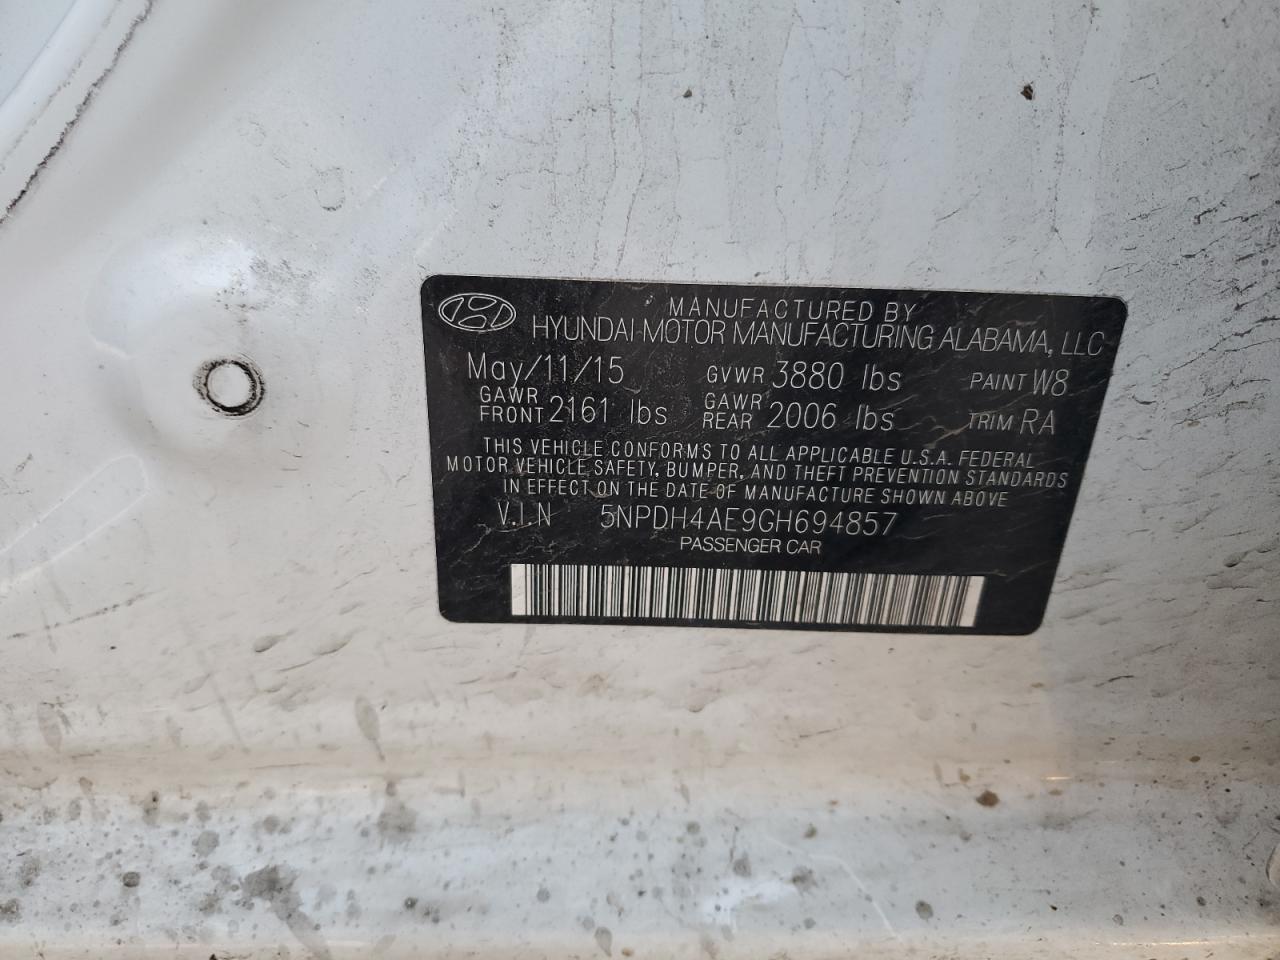 MANUFACTURED BY
HYUNDAI MOTOR MANUFACTURING ALABAMA, LLC
May/11/15 GVWR 3880 lbs PAINT W8
GAWR FRONT 2161 lbs GAWR REAR 2006 lbs TRIM RA
THIS VEHICLE CONFORMS TO ALL APPLICABLE U.S.A. FEDERAL
MOTOR VEHICLE SAFETY, BUMPER, AND THEFT PREVENTION STANDARDS
IN EFFECT ON THE DATE OF MANUFACTURE SHOWN ABOVE
V.I.N 5NPDH4AE9GH694857
PASSENGER CAR